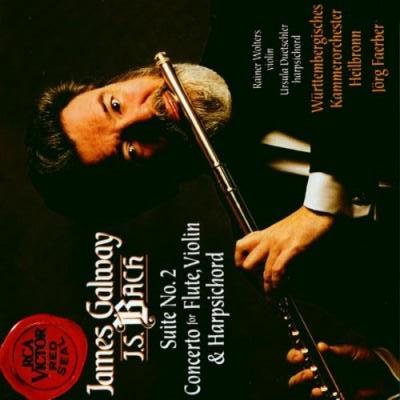 RCA
VICTOR
RED
SEAL
James Galway
J.S. BACH
Suite No. 2
Concerto for Flute, Violin
& Harpsichord
Rainer Wolters
violin
Ursula Duetschler
harpsichord
Württembergisches
Kammerorchester
Heilbronn
Jörg Faerber